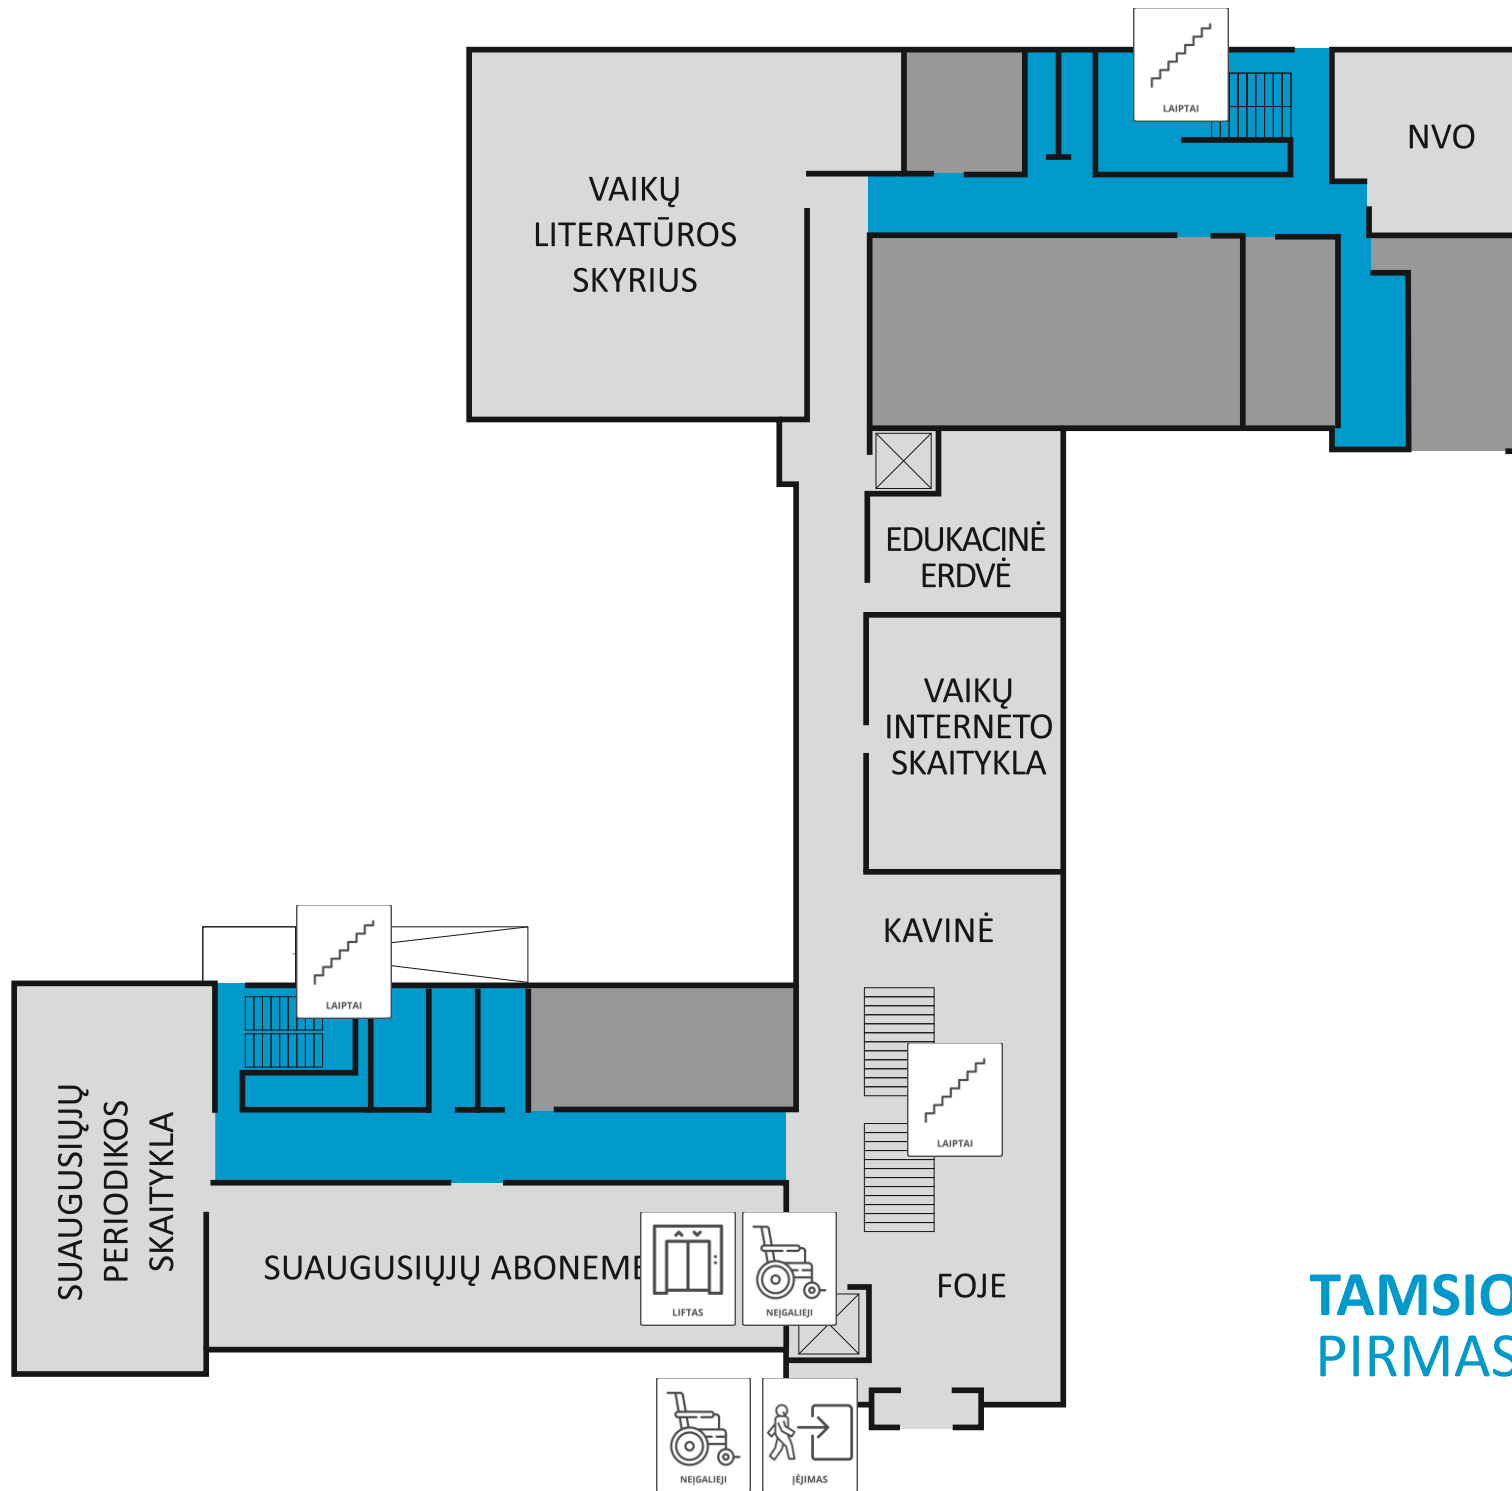 LAIPTAI
NVO
VAIKŲ
LITERATŪROS
SKYRIUS
EDUKACINĖ
ERDVĖ
VAIKŲ
INTERNETO
SKAITYKLA
KAVINĖ
LAIPTAI
LAIPTAI
SUAUGUSIŲJŲ
PERIODIKOS
SKAITYKLA
SUAUGUSIŲJŲ ABONEME
LIFTAS
NEĮGALIEJI
FOJE
TAMSIO
PIRMAS
NEĮGALIEJI
ĮĖJIMAS